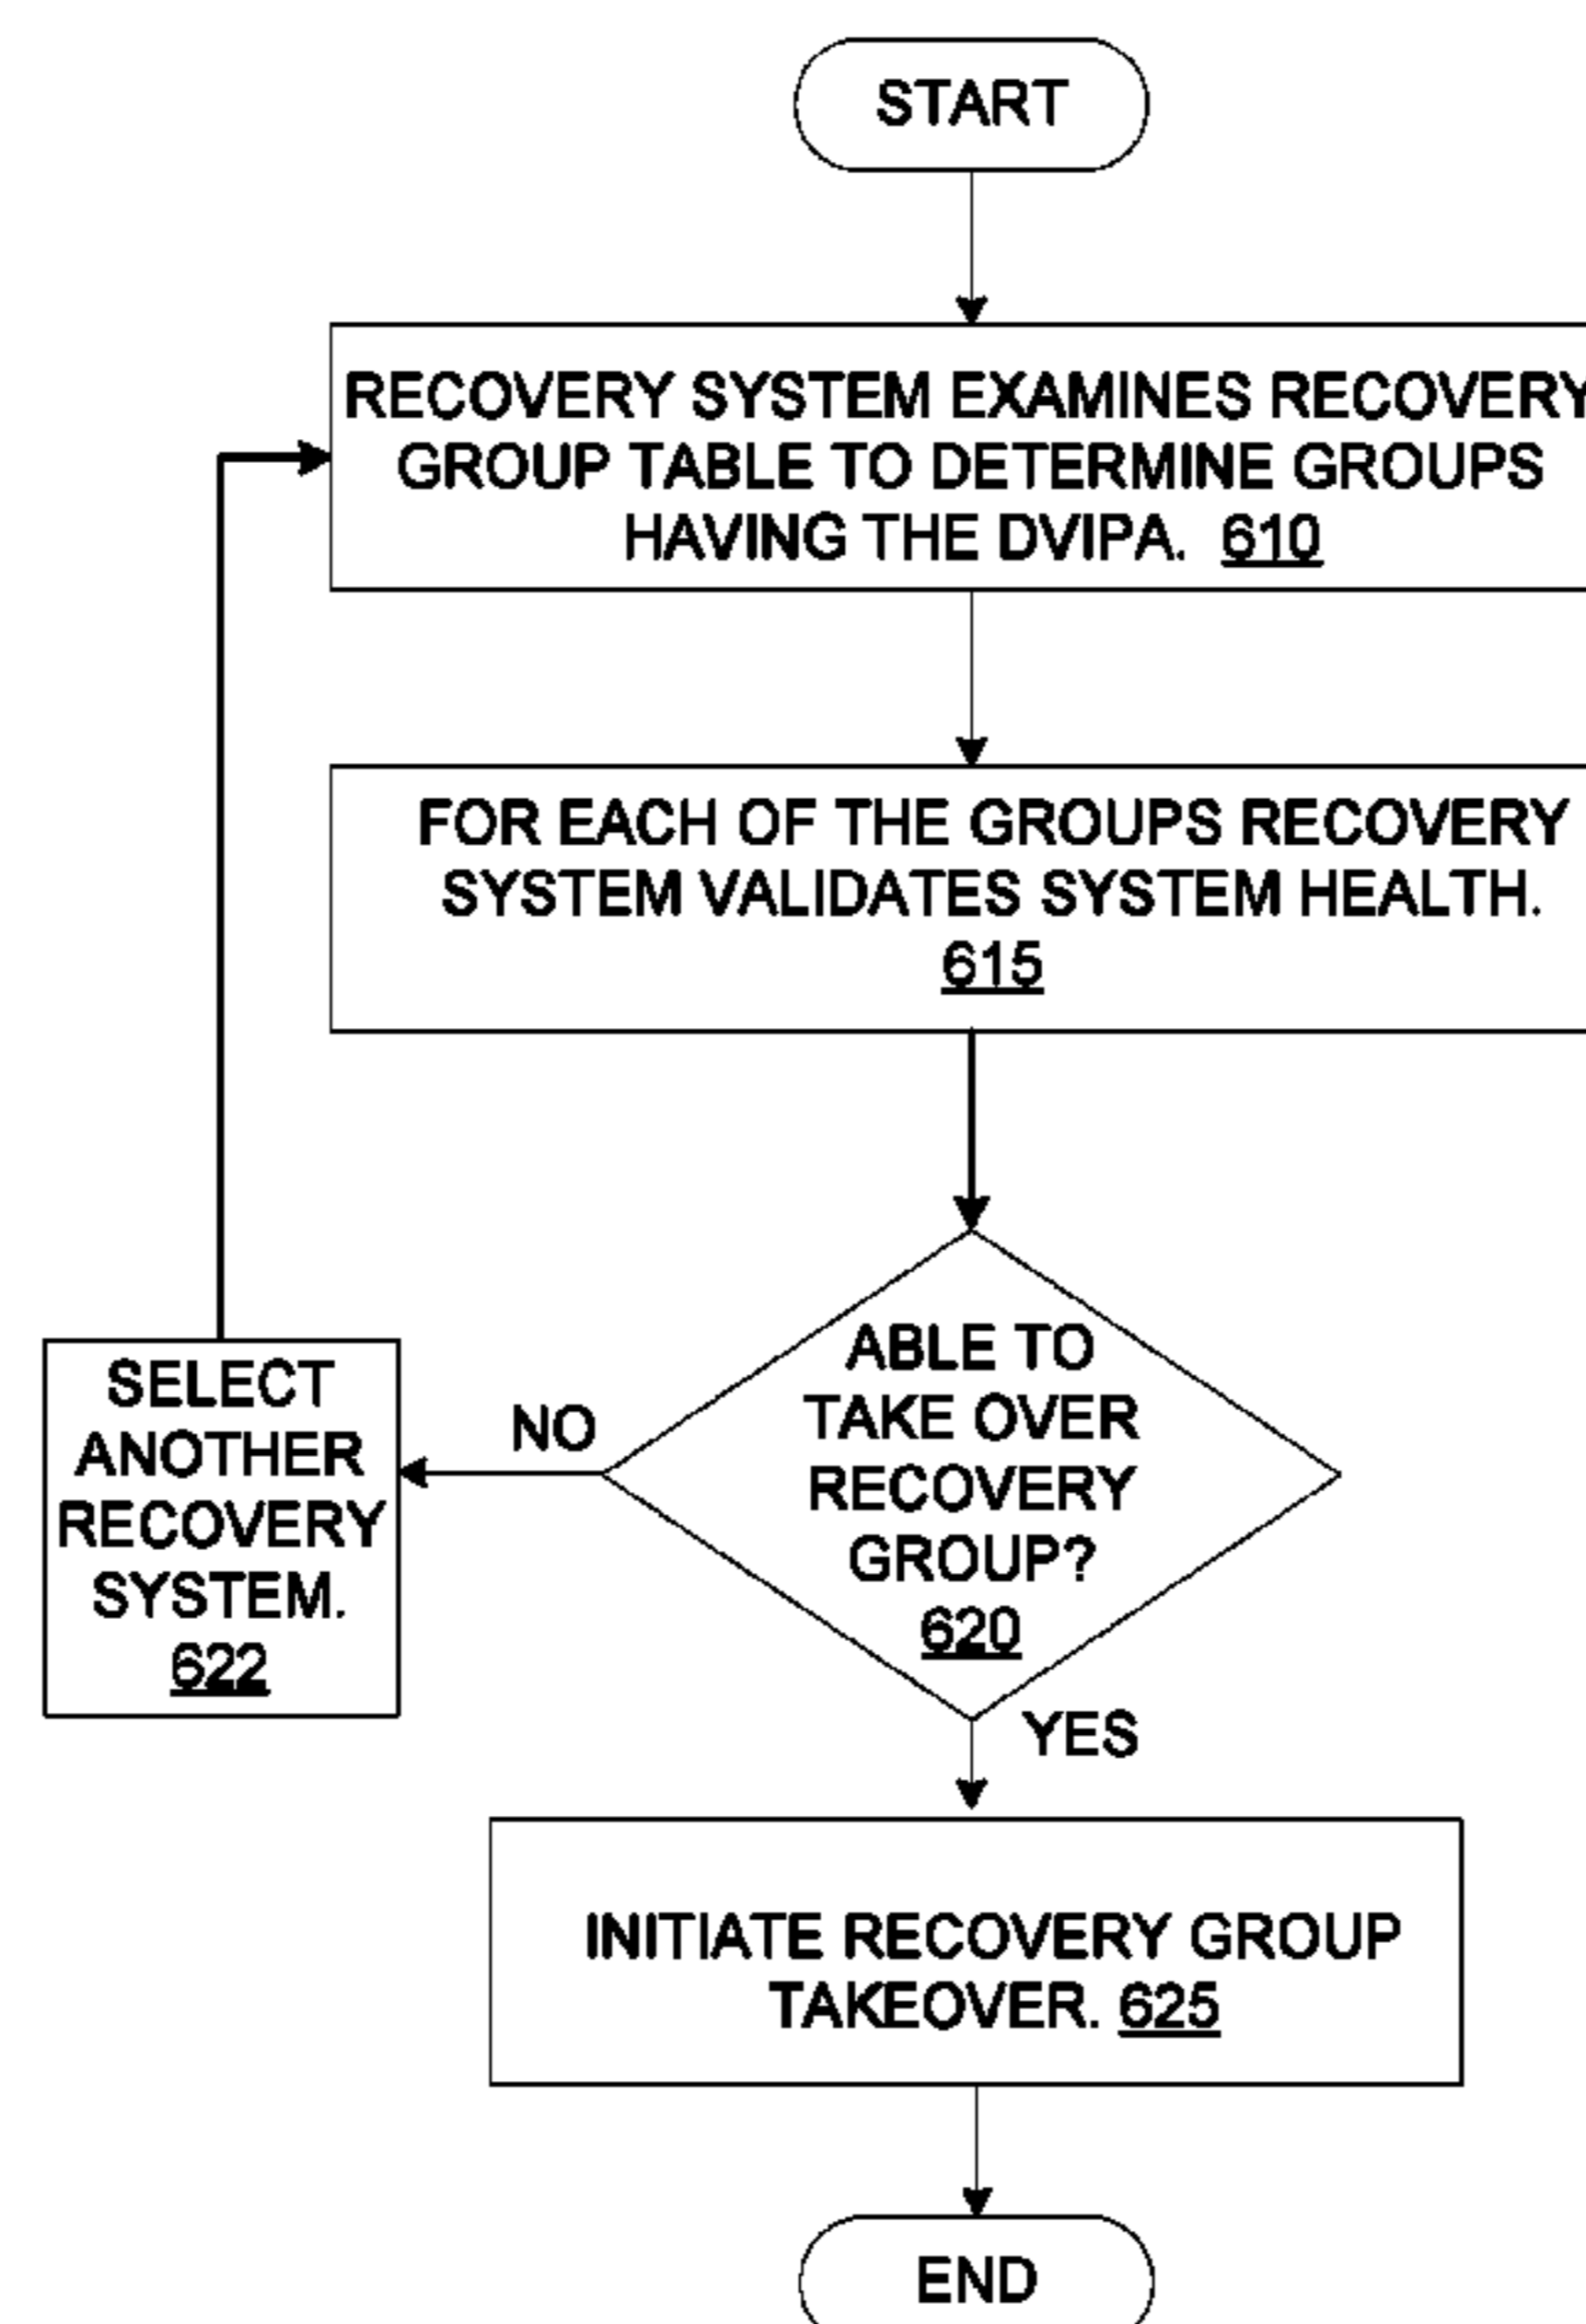 START
RECOVERY SYSTEM EXAMINES RECOVERY
GROUP TABLE TO DETERMINE GROUPS
HAVING THE DVIPA. 610
FOR EACH OF THE GROUPS RECOVERY
SYSTEM VALIDATES SYSTEM HEALTH.
615
ABLE TO
TAKE OVER
RECOVERY
GROUP?
620
NO
SELECT
ANOTHER
RECOVERY
SYSTEM.
622
YES
INITIATE RECOVERY GROUP
TAKEOVER. 625
END